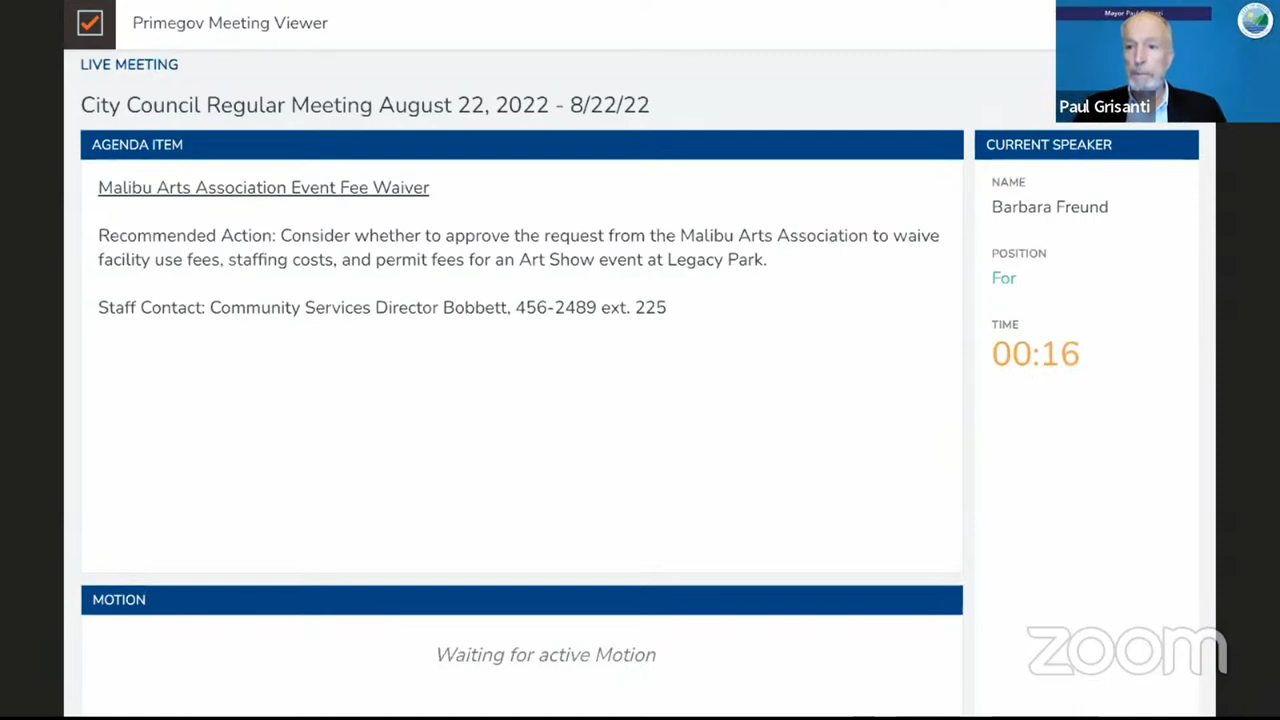 Primegov Meeting Viewer
LIVE MEETING
City Council Regular Meeting August 22, 2022 - 8/22/22
Mayor Paul Grisanti
Paul Grisanti
AGENDA ITEM
Malibu Arts Association Event Fee Waiver
Recommended Action: Consider whether to approve the request from the Malibu Arts Association to waive
facility use fees, staffing costs, and permit fees for an Art Show event at Legacy Park.
Staff Contact: Community Services Director Bobbett, 456-2489 ext. 225
CURRENT SPEAKER
NAME
Barbara Freund
POSITION
For
TIME
00:16
MOTION
Waiting for active Motion
zoom